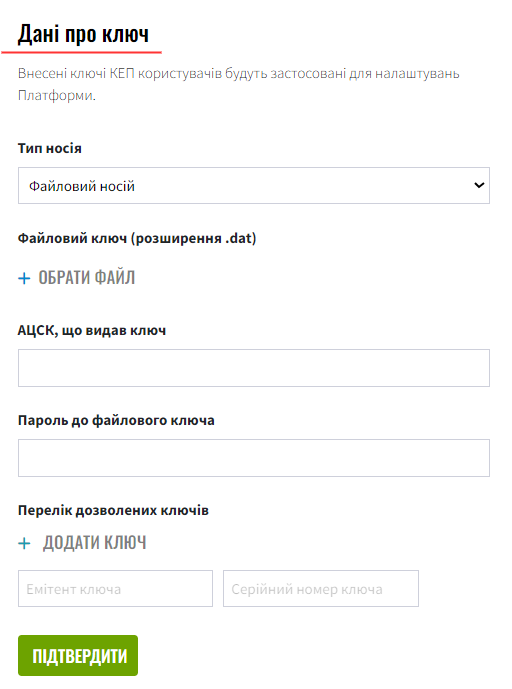 Дані про ключ
Внесені ключі КЕП користувачів будуть застосовані для налаштувань
Платформи.
Тип носія
Файловий носій
Файловий ключ (розширення .dat)
+ ОБРАТИ ФАЙЛ
АЦСК, що видав ключ
Пароль до файлового ключа
Перелік дозволених ключів
+ ДОДАТИ КЛЮЧ
Емітент ключа Серійний номер ключа
ПІДТВЕРДИТИ